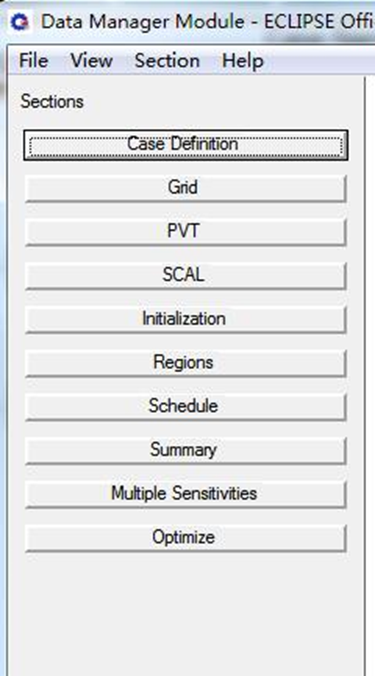 Data Manager Module - ECLIPSE Offi
File View Section Help
Sections
Case Definition
Grid
PVT
SCAL
Initialization
Regions
Schedule
Summary
Multiple Sensitivities
Optimize